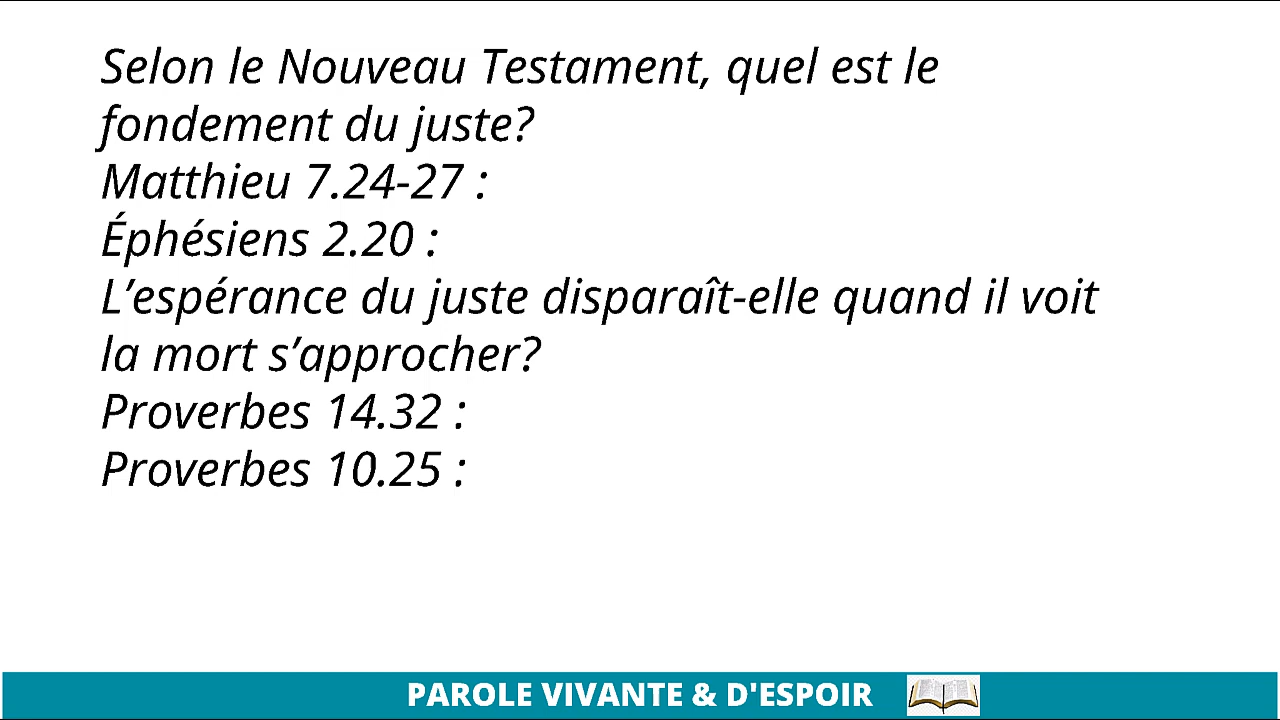 Selon le Nouveau Testament, quel est le
fondement du juste?
Matthieu 7.24-27 :
Éphésiens 2.20 :
L’espérance du juste disparaît-elle quand il voit
la mort s’approcher?
Proverbes 14.32 :
Proverbes 10.25 :
PAROLE VIVANTE & D'ESPOIR